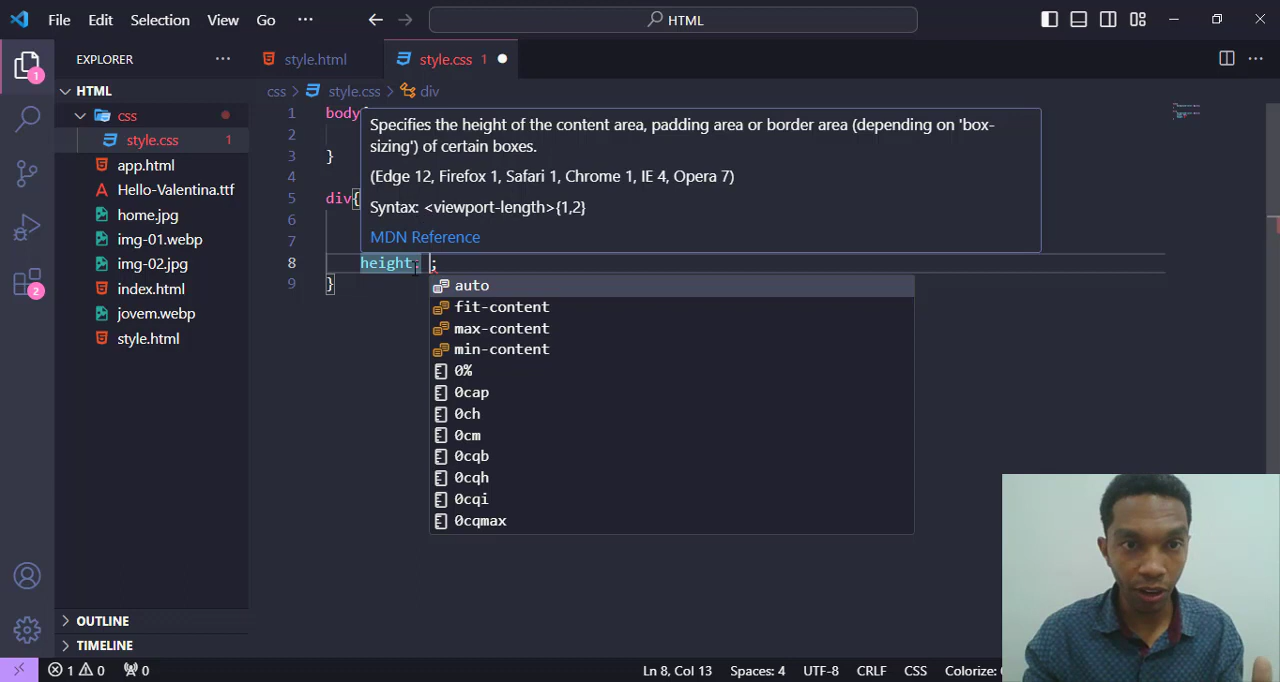 File Edit Selection View Go ··· HTML
EXPLORER ··· style.html style.css 1
HTML
css > style.css > div
css
style.css 1
app.html
Hello-Valentina.ttf
home.jpg
img-01.webp
img-02.jpg
index.html
jovem.webp
style.html
OUTLINE
TIMELINE
1 body
2
3 }
4
5 div{
6
7
8 height ;
9 }
Specifies the height of the content area, padding area or border area (depending on 'box-
sizing') of certain boxes.
(Edge 12, Firefox 1, Safari 1, Chrome 1, IE 4, Opera 7)
Syntax: <viewport-length>{1,2}
MDN Reference
auto
fit-content
max-content
min-content
0%
0cap
0ch
0cm
0cqb
0cqh
0cqi
0cqmax
1
2
1 0 0 Ln 8, Col 13 Spaces: 4 UTF-8 CRLF CSS Colorize: